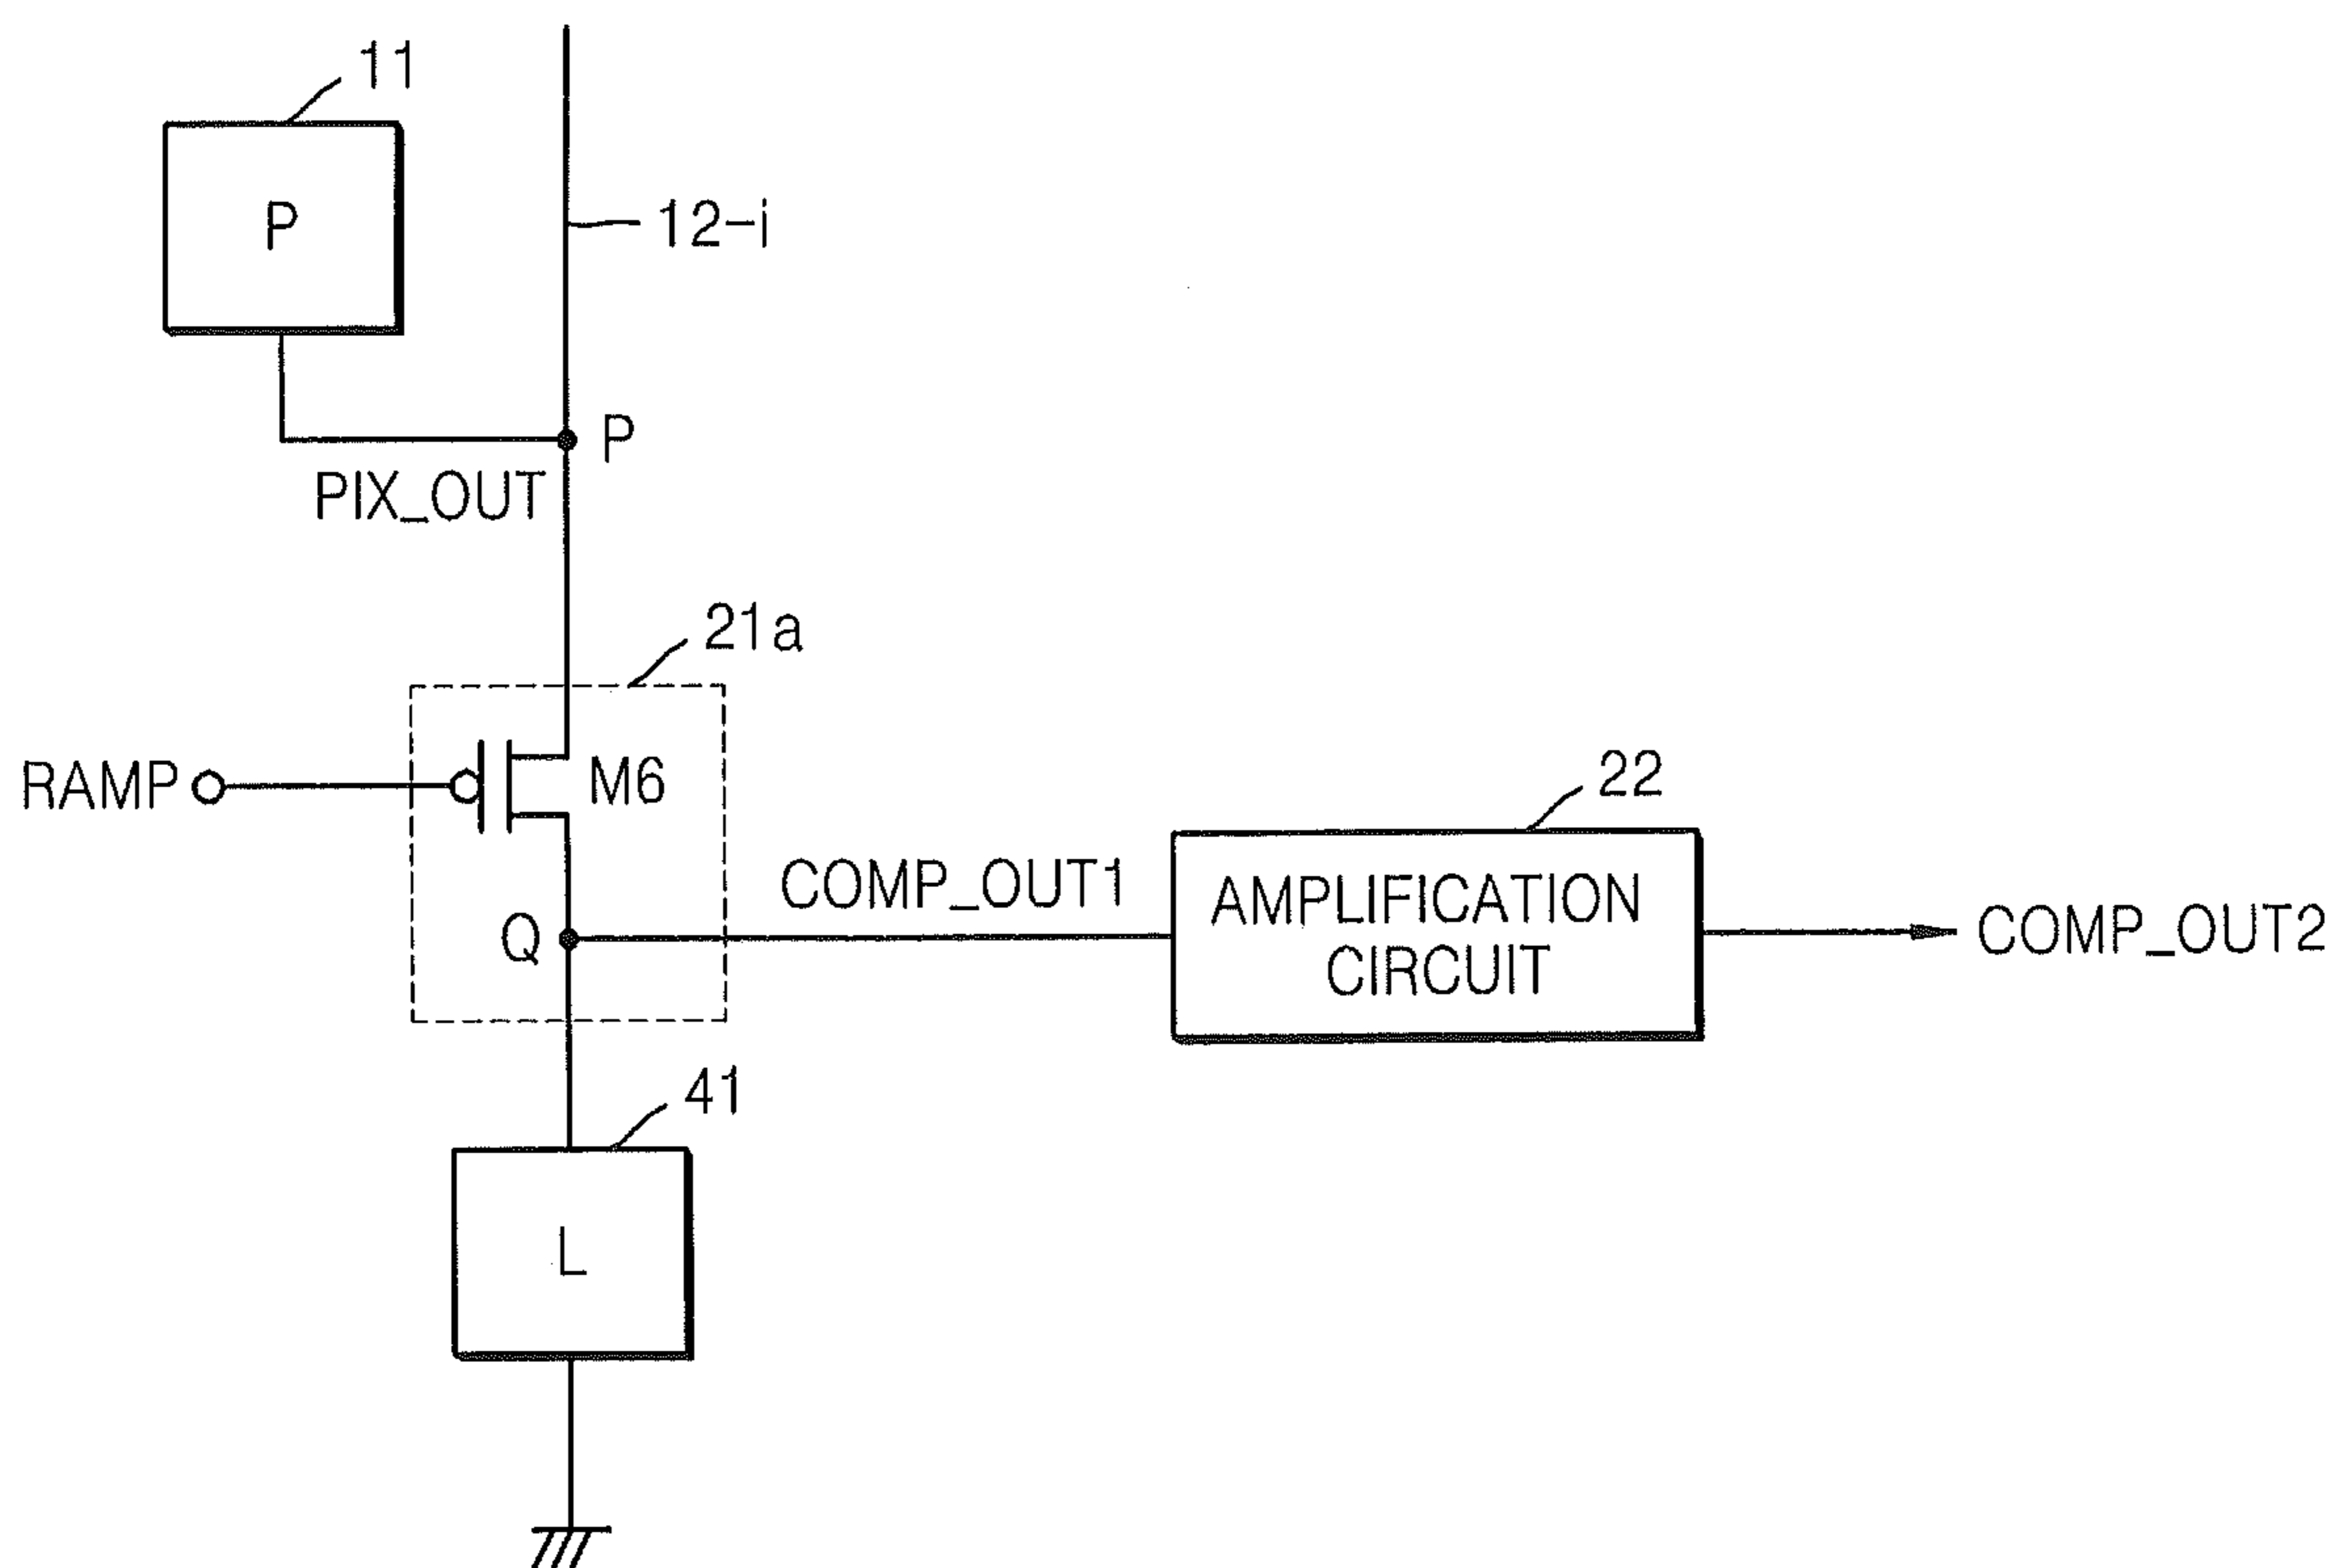 11
P
12-i
P
PIX_OUT
21a
RAMP
M6
22
COMP_OUT1
AMPLIFICATION
CIRCUIT
COMP_OUT2
Q
41
L